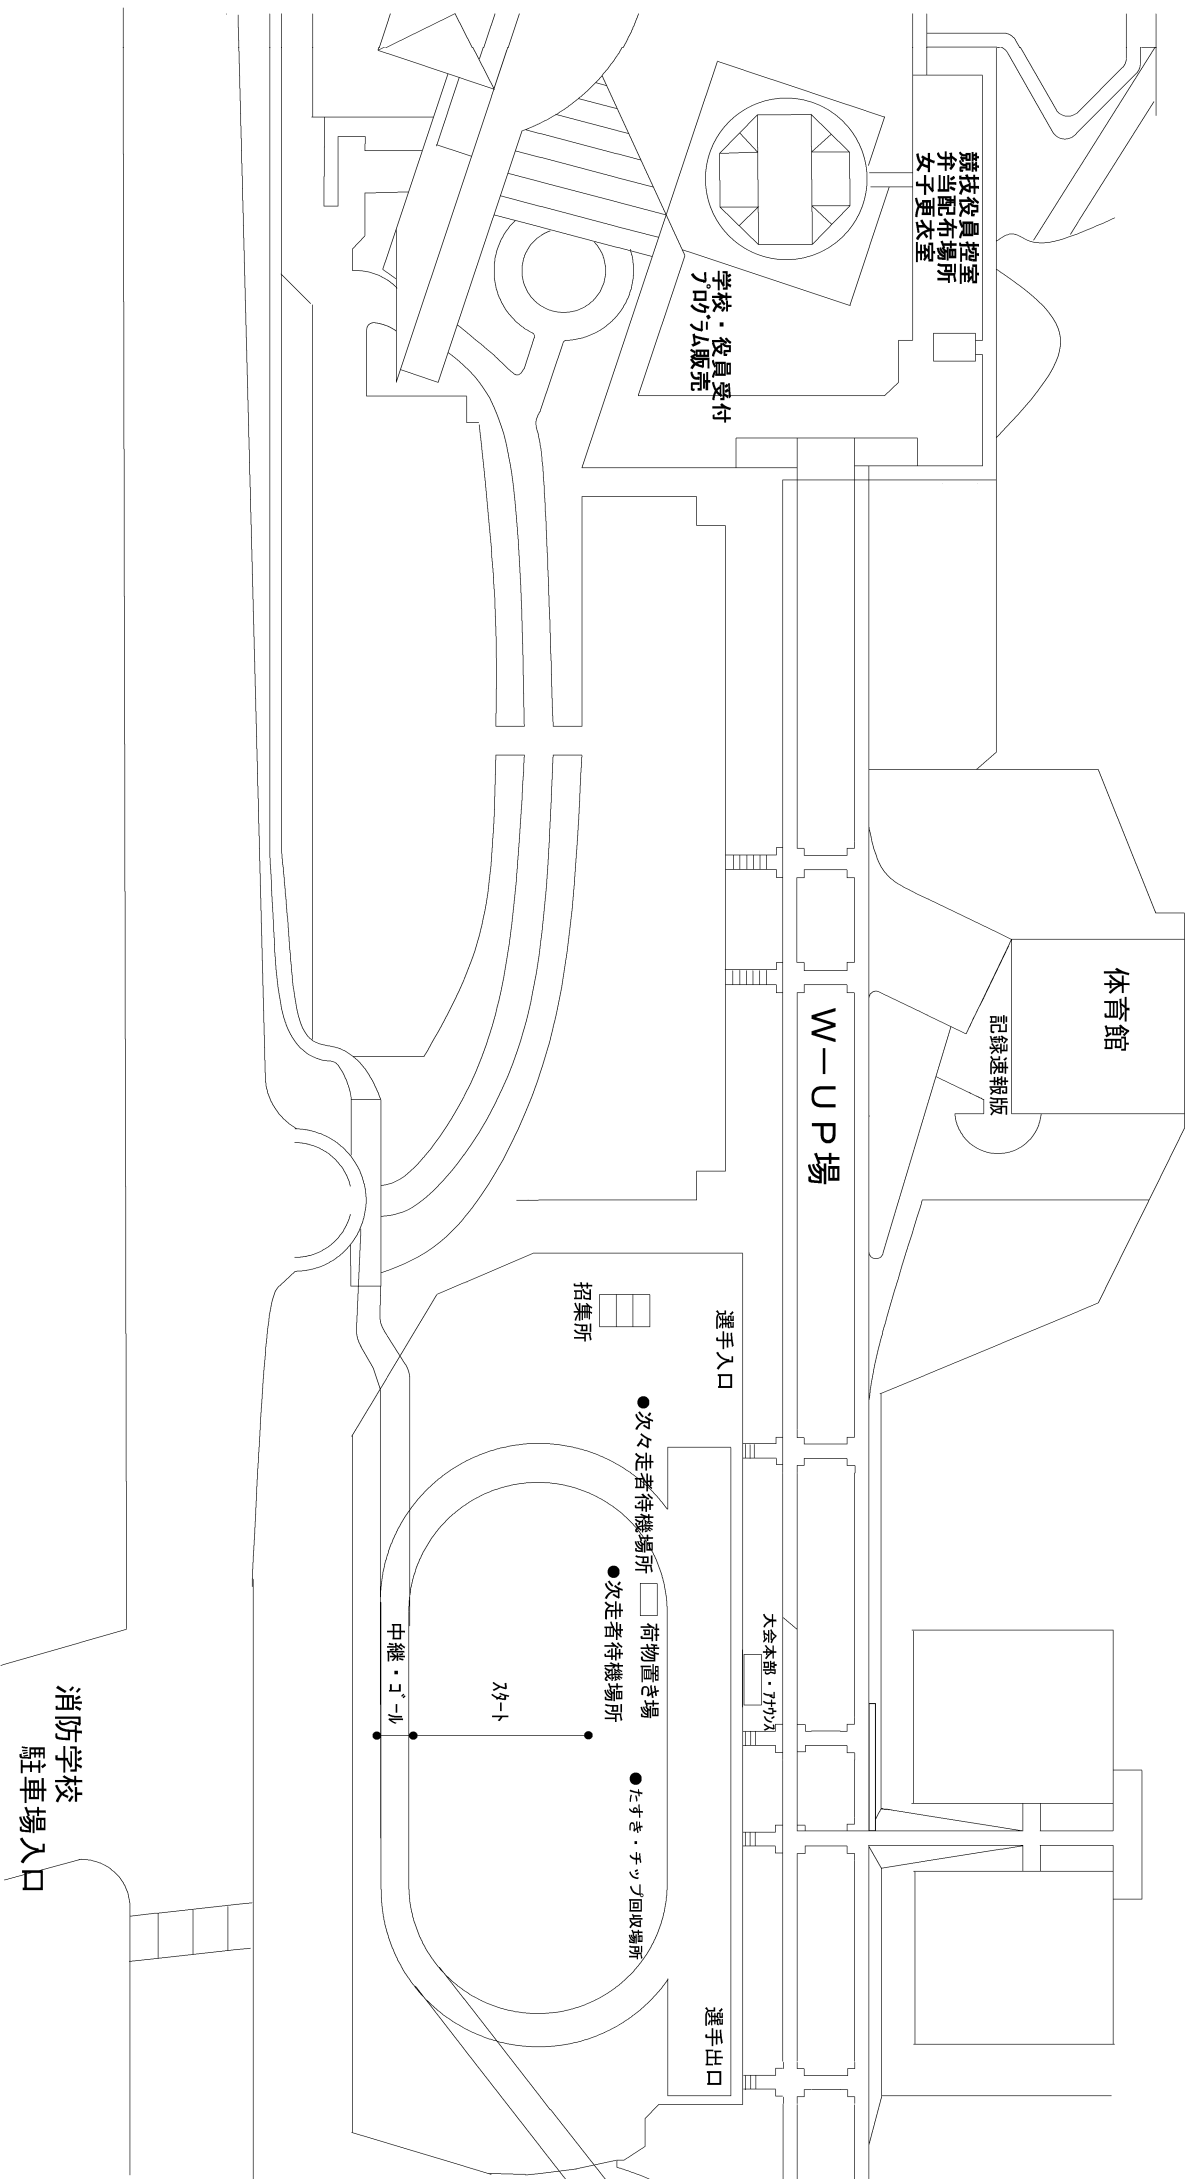 競技役員控室
弁当配布場所
女子更衣室
学校・役員受付
プログラム販売
体育館
記録速報版
W－UP場
選手入口
招集所
●次々走者待機場所
荷物置き場
●次走者待機場所
大会本部・アナウンス
中継・ゴール
スタート
●たすき・チップ回収場所
選手出口
消防学校
駐車場入口